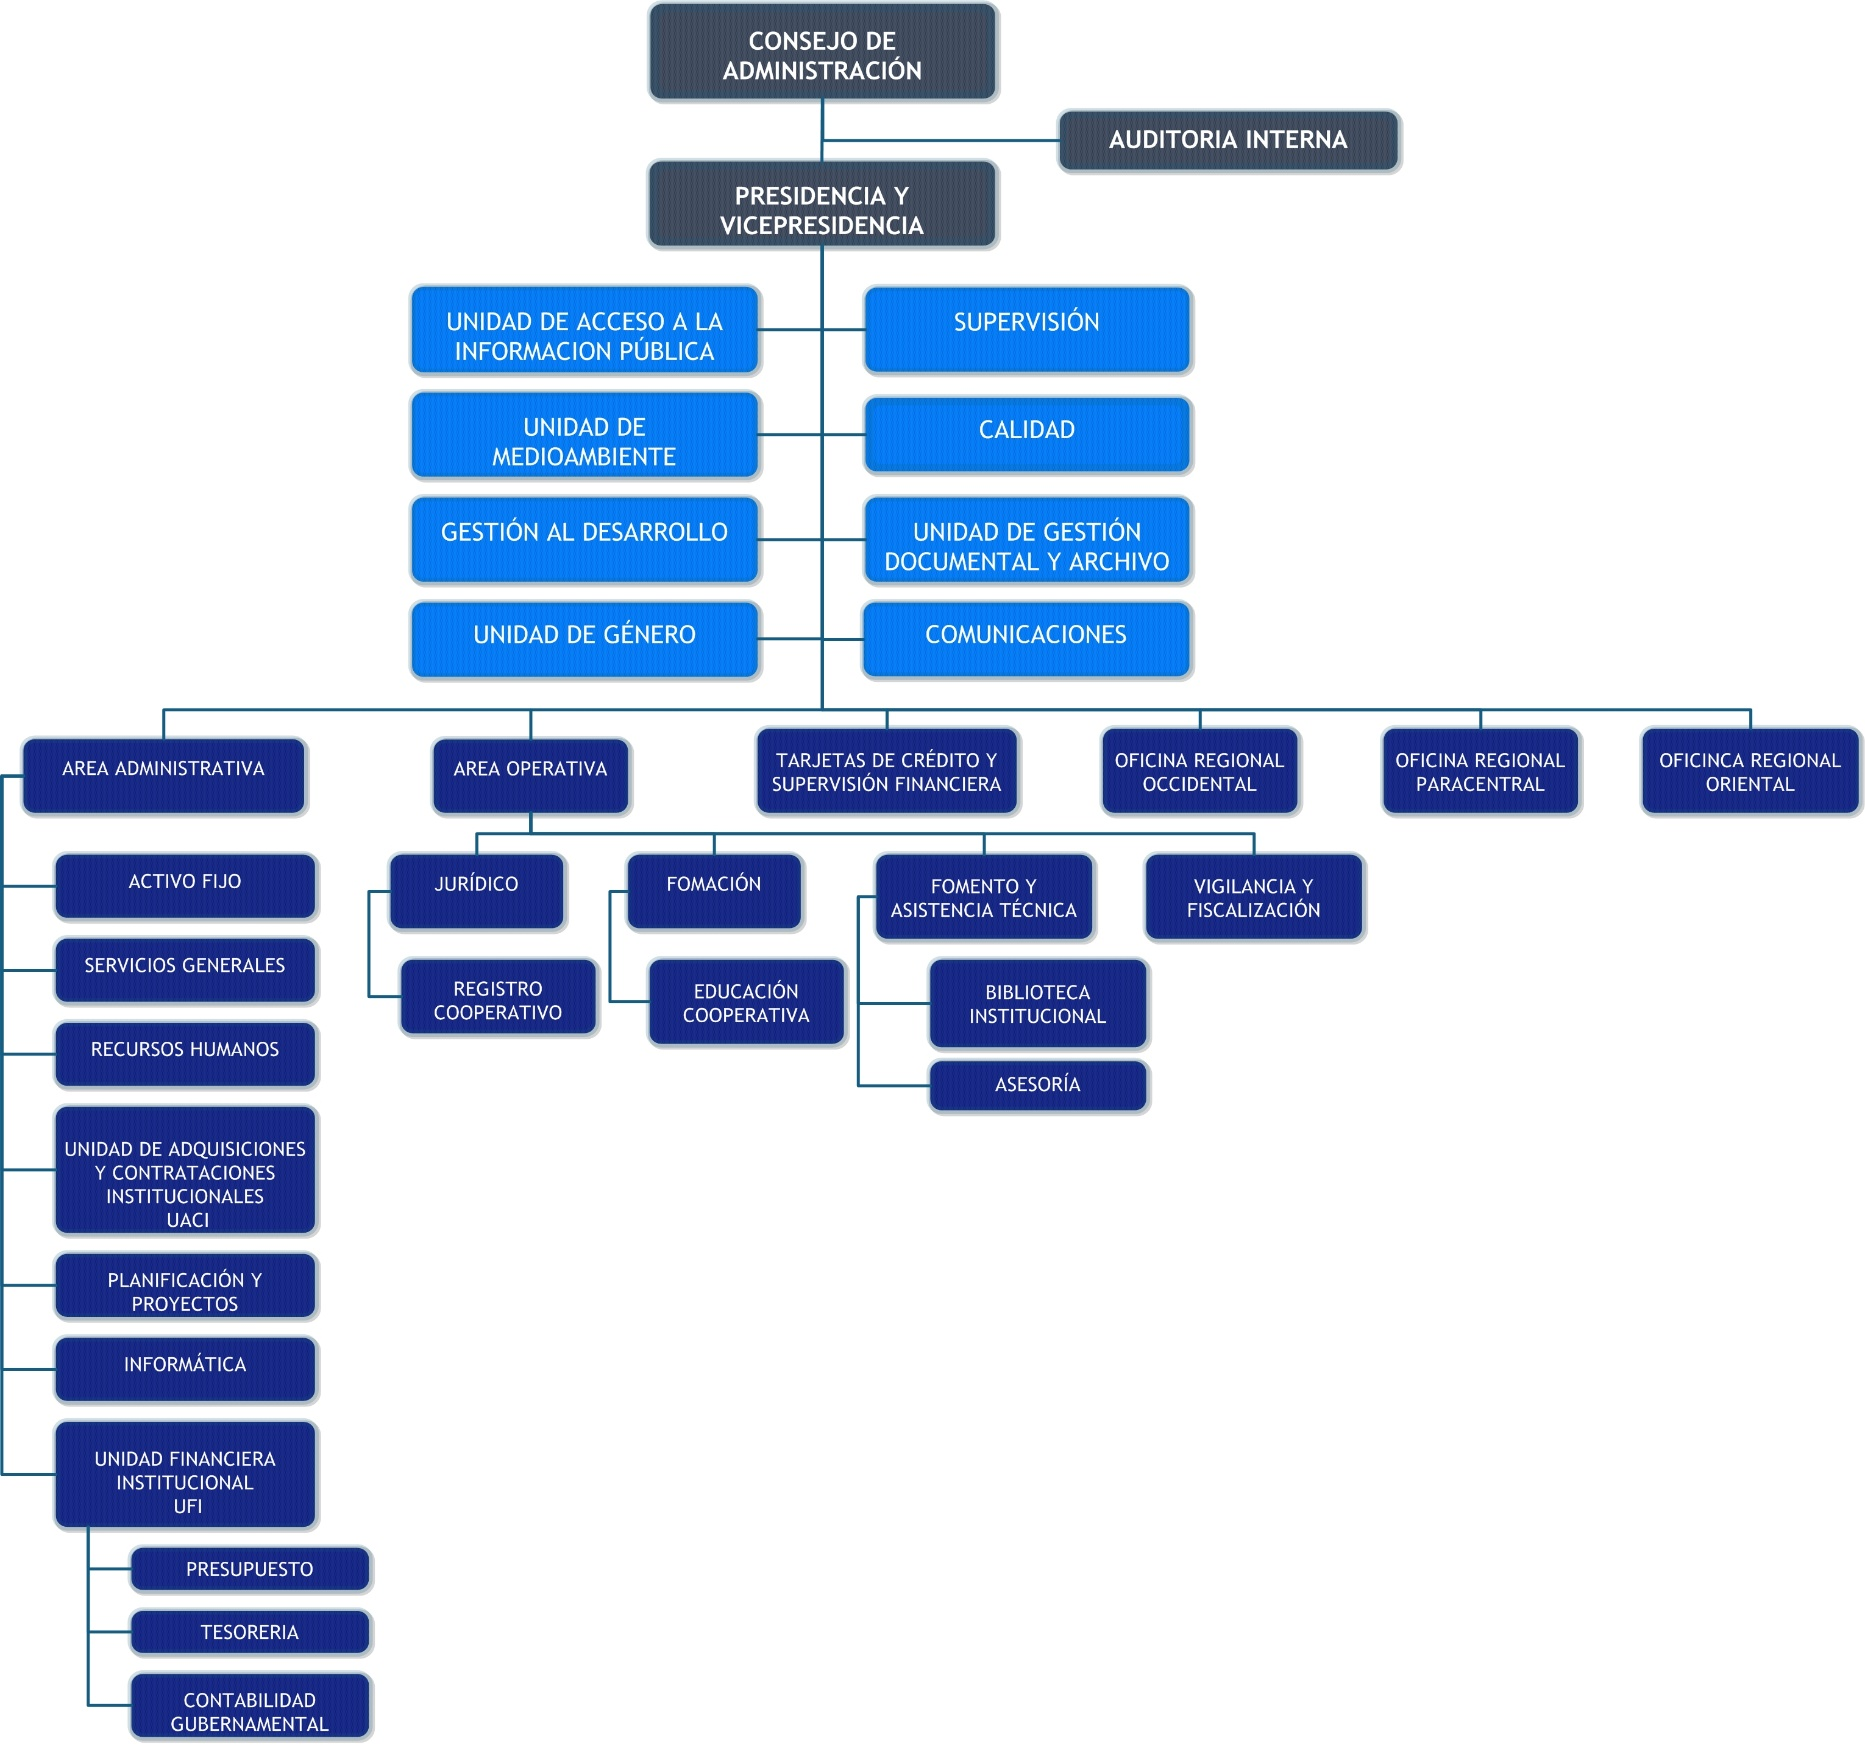 CONSEJO DE
ADMINISTRACIÓN
AUDITORIA INTERNA
PRESIDENCIA Y
VICEPRESIDENCIA
UNIDAD DE ACCESO A LA
INFORMACION PÚBLICA
SUPERVISIÓN
UNIDAD DE
MEDIOAMBIENTE
CALIDAD
GESTIÓN AL DESARROLLO
UNIDAD DE GESTIÓN
DOCUMENTAL Y ARCHIVO
UNIDAD DE GÉNERO
COMUNICACIONES
AREA ADMINISTRATIVA
AREA OPERATIVA
TARJETAS DE CRÉDITO Y
SUPERVISIÓN FINANCIERA
OFICINA REGIONAL
OCCIDENTAL
OFICINA REGIONAL
PARACENTRAL
OFICINCA REGIONAL
ORIENTAL
ACTIVO FIJO
SERVICIOS GENERALES
RECURSOS HUMANOS
UNIDAD DE ADQUISICIONES
Y CONTRATACIONES
INSTITUCIONALES
UACI
PLANIFICACIÓN Y
PROYECTOS
INFORMÁTICA
UNIDAD FINANCIERA
INSTITUCIONAL
UFI
PRESUPUESTO
TESORERIA
CONTABILIDAD
GUBERNAMENTAL
JURÍDICO
REGISTRO
COOPERATIVO
FOMACIÓN
EDUCACIÓN
COOPERATIVA
FOMENTO Y
ASISTENCIA TÉCNICA
BIBLIOTECA
INSTITUCIONAL
ASESORÍA
VIGILANCIA Y
FISCALIZACIÓN